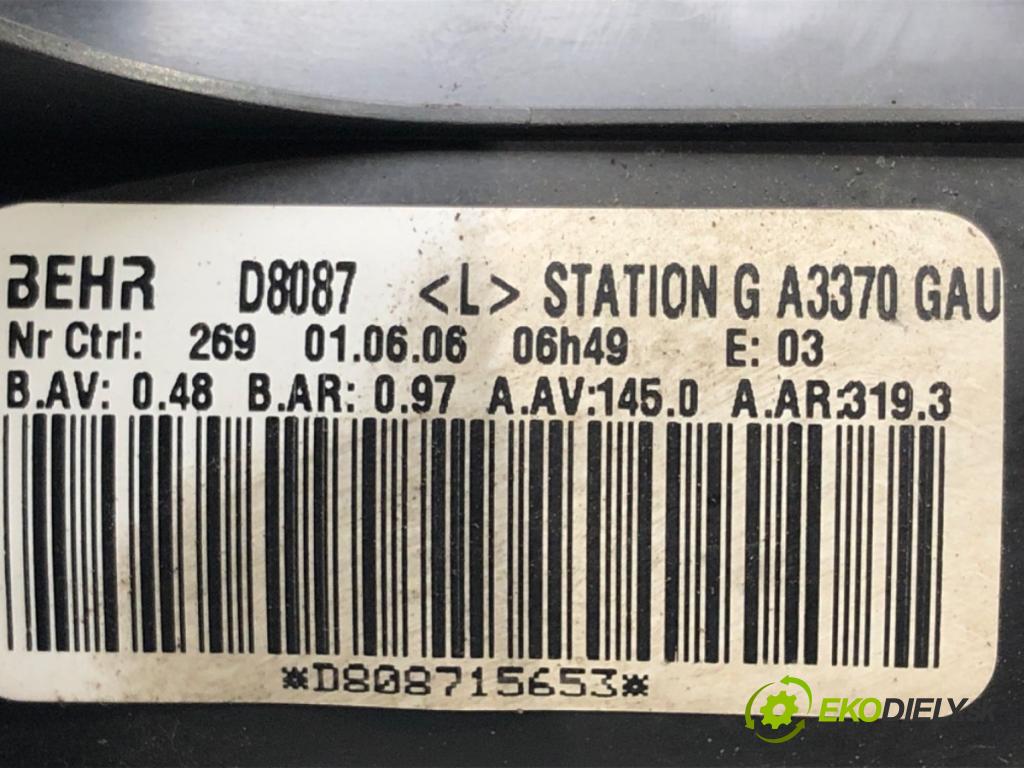 BEHR D8087 <L> STATION G A3370 GAU
Nr Ctrl: 269 01.06.06 06h49 E: 03
B.AV: 0.48 B.AR: 0.97 A.AV:145.0 A.AR:319.3
*D808715653*
EKODIELY.SK